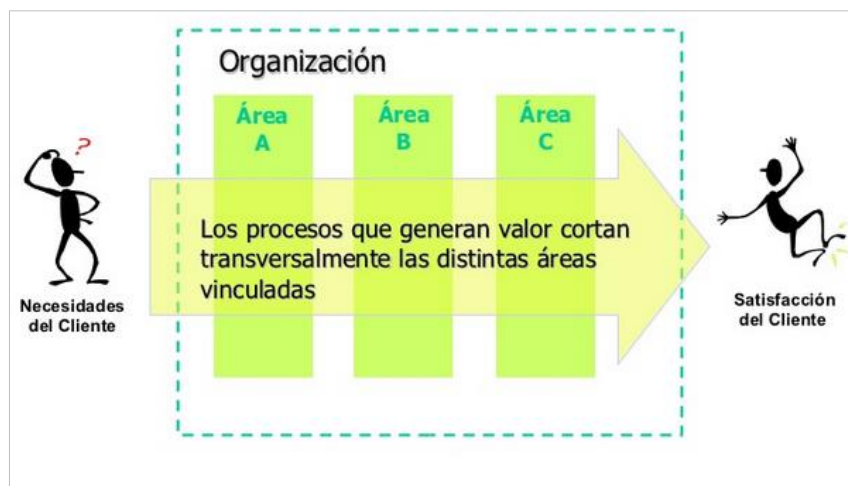 Organización
Área
A
Área
B
Área
C
?
Los procesos que generan valor cortan
transversalmente las distintas áreas
vinculadas
Necesidades
del Cliente
Satisfacción
del Cliente